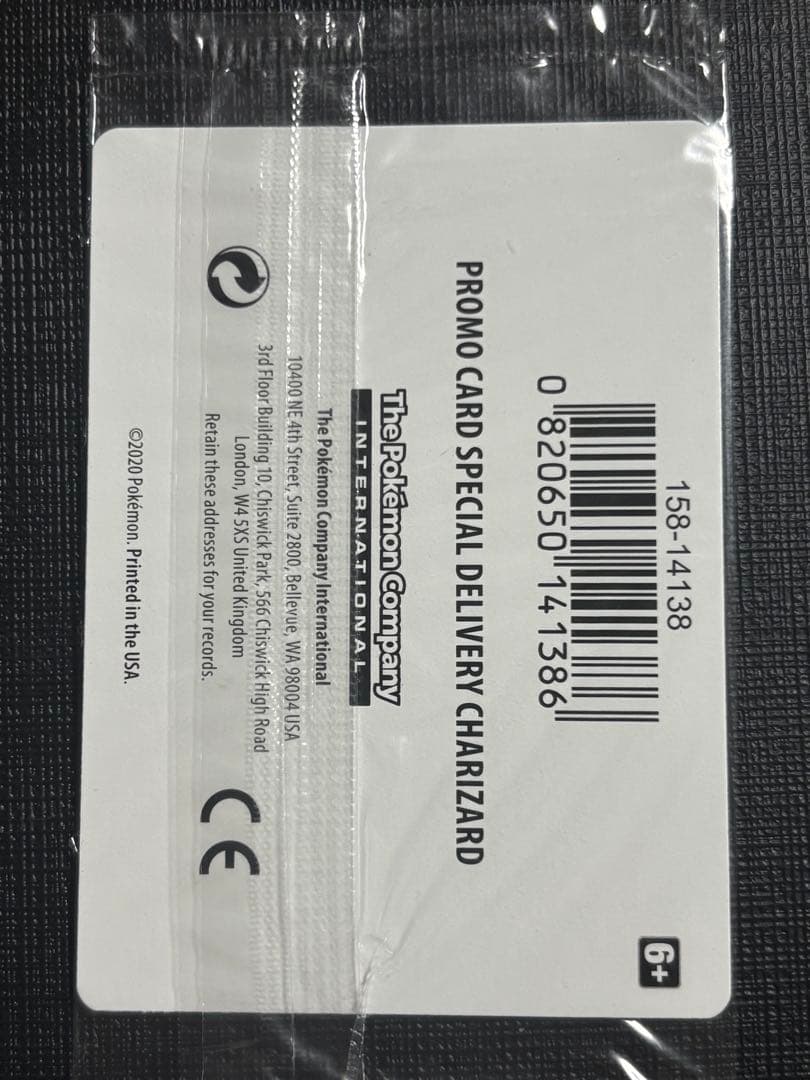 158-14138
0 820650 141386
PROMO CARD SPECIAL DELIVERY CHARIZARD
The Pokémon Company
INTERNATIONAL
The Pokémon Company International
10400 NE 4th Street, Suite 2800, Bellevue, WA 98004 USA
3rd Floor Building 10, Chiswick Park, 566 Chiswick High Road
London, W4 5XS United Kingdom
Retain these addresses for your records.
CE
©2020 Pokémon. Printed in the USA.
6+